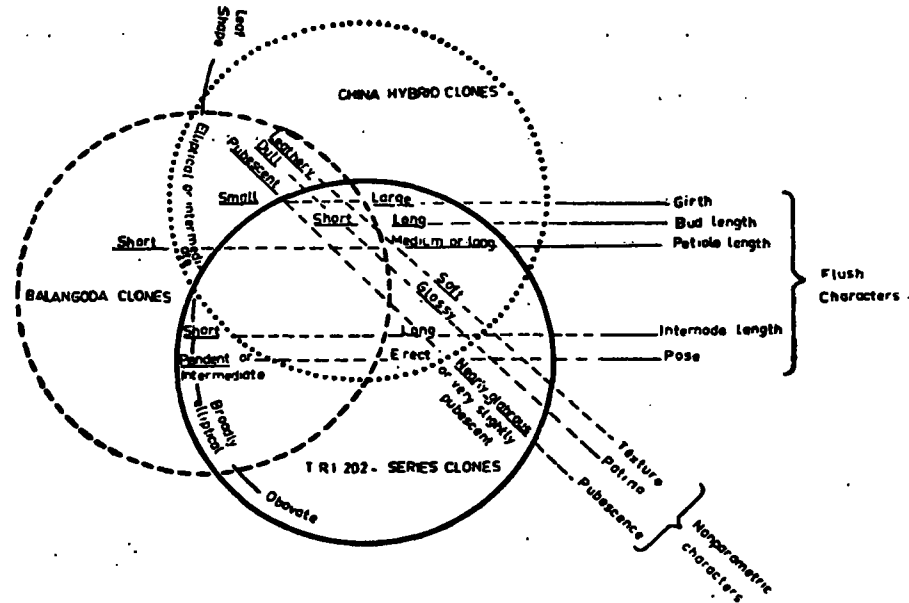 Leaf
Shape
CHINA HYBRID CLONES
Elliptical or intermediate
Leathery
Dull
Pubescent
Small
Large
Girth
Short
Long
Bud length
Short
Medium or long
Petiole length
Flush
Characters
BALANGODA CLONES
Soft
Glossy
Short
Long
Internode length
Pendent or
intermediate
Erect
Pose
Nearly glabrous
or very slightly
pubescent
Broadly
elliptical
TRI 202 - SERIES CLONES
Obovate
Texture
Patina
Pubescence
Nonparametric
characters